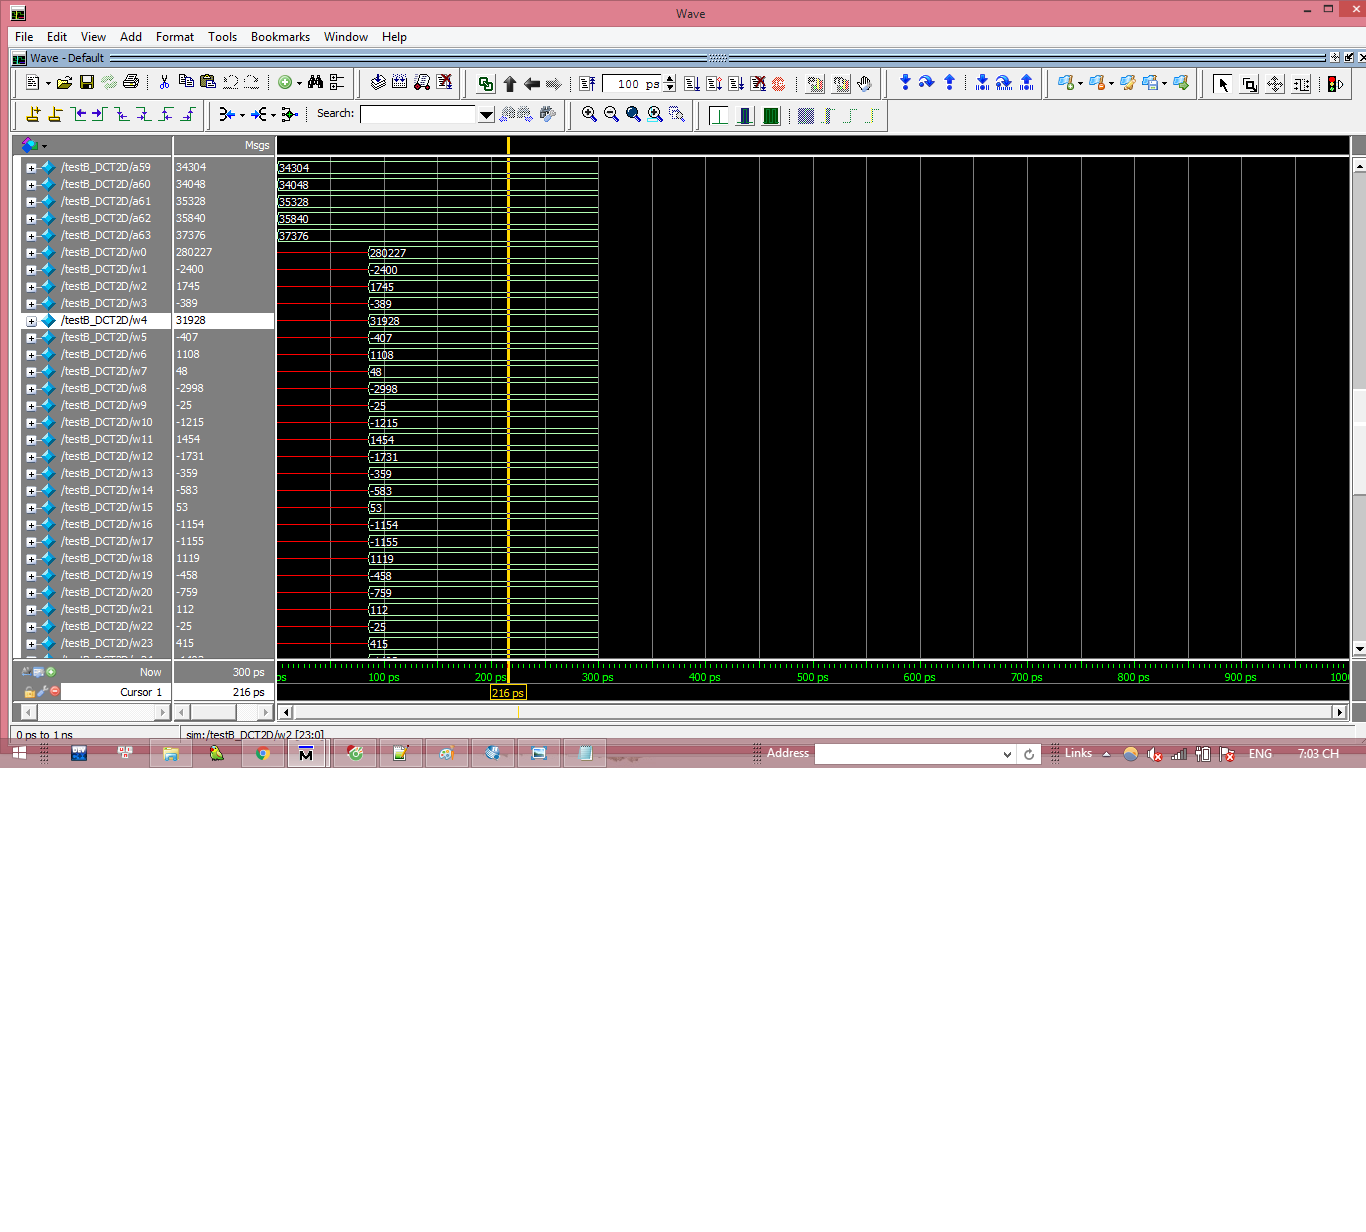 Wave
File Edit View Add Format Tools Bookmarks Window Help
Wave - Default
100 ps
Search:
Msgs
/testB_DCT2D/a59 34304 34304
/testB_DCT2D/a60 34048 34048
/testB_DCT2D/a61 35328 35328
/testB_DCT2D/a62 35840 35840
/testB_DCT2D/a63 37376 37376
/testB_DCT2D/w0 280227 280227
/testB_DCT2D/w1 -2400 -2400
/testB_DCT2D/w2 1745 1745
/testB_DCT2D/w3 -389 -389
/testB_DCT2D/w4 31928 31928
/testB_DCT2D/w5 -407 -407
/testB_DCT2D/w6 1108 1108
/testB_DCT2D/w7 48 48
/testB_DCT2D/w8 -2998 -2998
/testB_DCT2D/w9 -25 -25
/testB_DCT2D/w10 -1215 -1215
/testB_DCT2D/w11 1454 1454
/testB_DCT2D/w12 -1731 -1731
/testB_DCT2D/w13 -359 -359
/testB_DCT2D/w14 -583 -583
/testB_DCT2D/w15 53 53
/testB_DCT2D/w16 -1154 -1154
/testB_DCT2D/w17 -1155 -1155
/testB_DCT2D/w18 1119 1119
/testB_DCT2D/w19 -458 -458
/testB_DCT2D/w20 -759 -759
/testB_DCT2D/w21 112 112
/testB_DCT2D/w22 -25 -25
/testB_DCT2D/w23 415 415
Now 300 ps ps 100 ps 200 ps 300 ps 400 ps 500 ps 600 ps 700 ps 800 ps 900 ps 1000
Cursor 1 216 ps 216 ps
0 ps to 1 ns sim:/testB_DCT2D/w2 [23:0]
Address Links ENG 7:03 CH